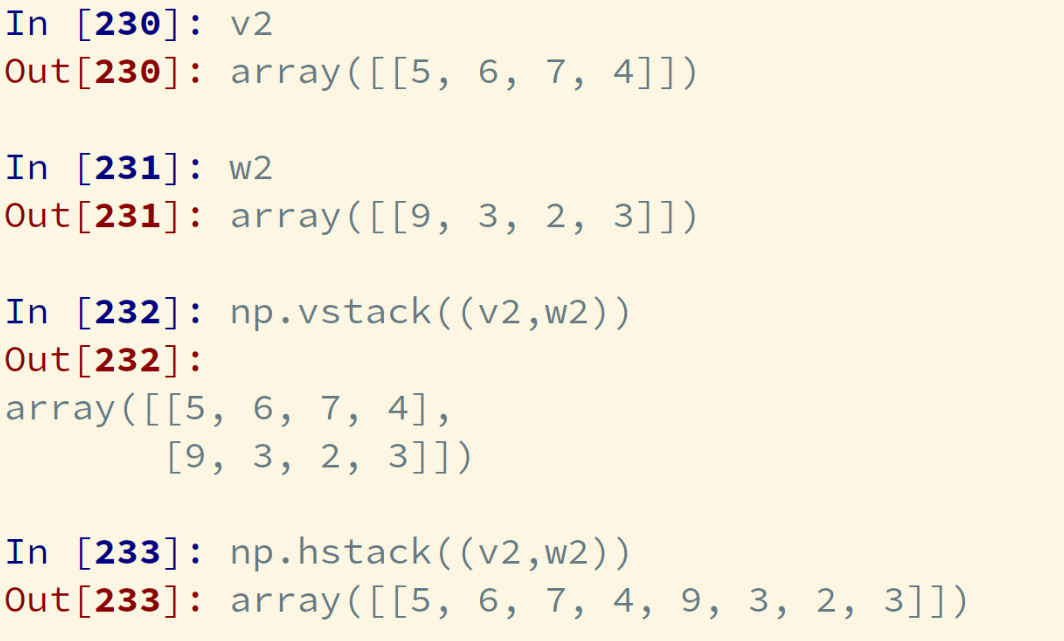 In [230]: v2
Out[230]: array([[5, 6, 7, 4]])
In [231]: w2
Out[231]: array([[9, 3, 2, 3]])
In [232]: np.vstack((v2,w2))
Out[232]:
array([[5, 6, 7, 4],
       [9, 3, 2, 3]])
In [233]: np.hstack((v2,w2))
Out[233]: array([[5, 6, 7, 4, 9, 3, 2, 3]])